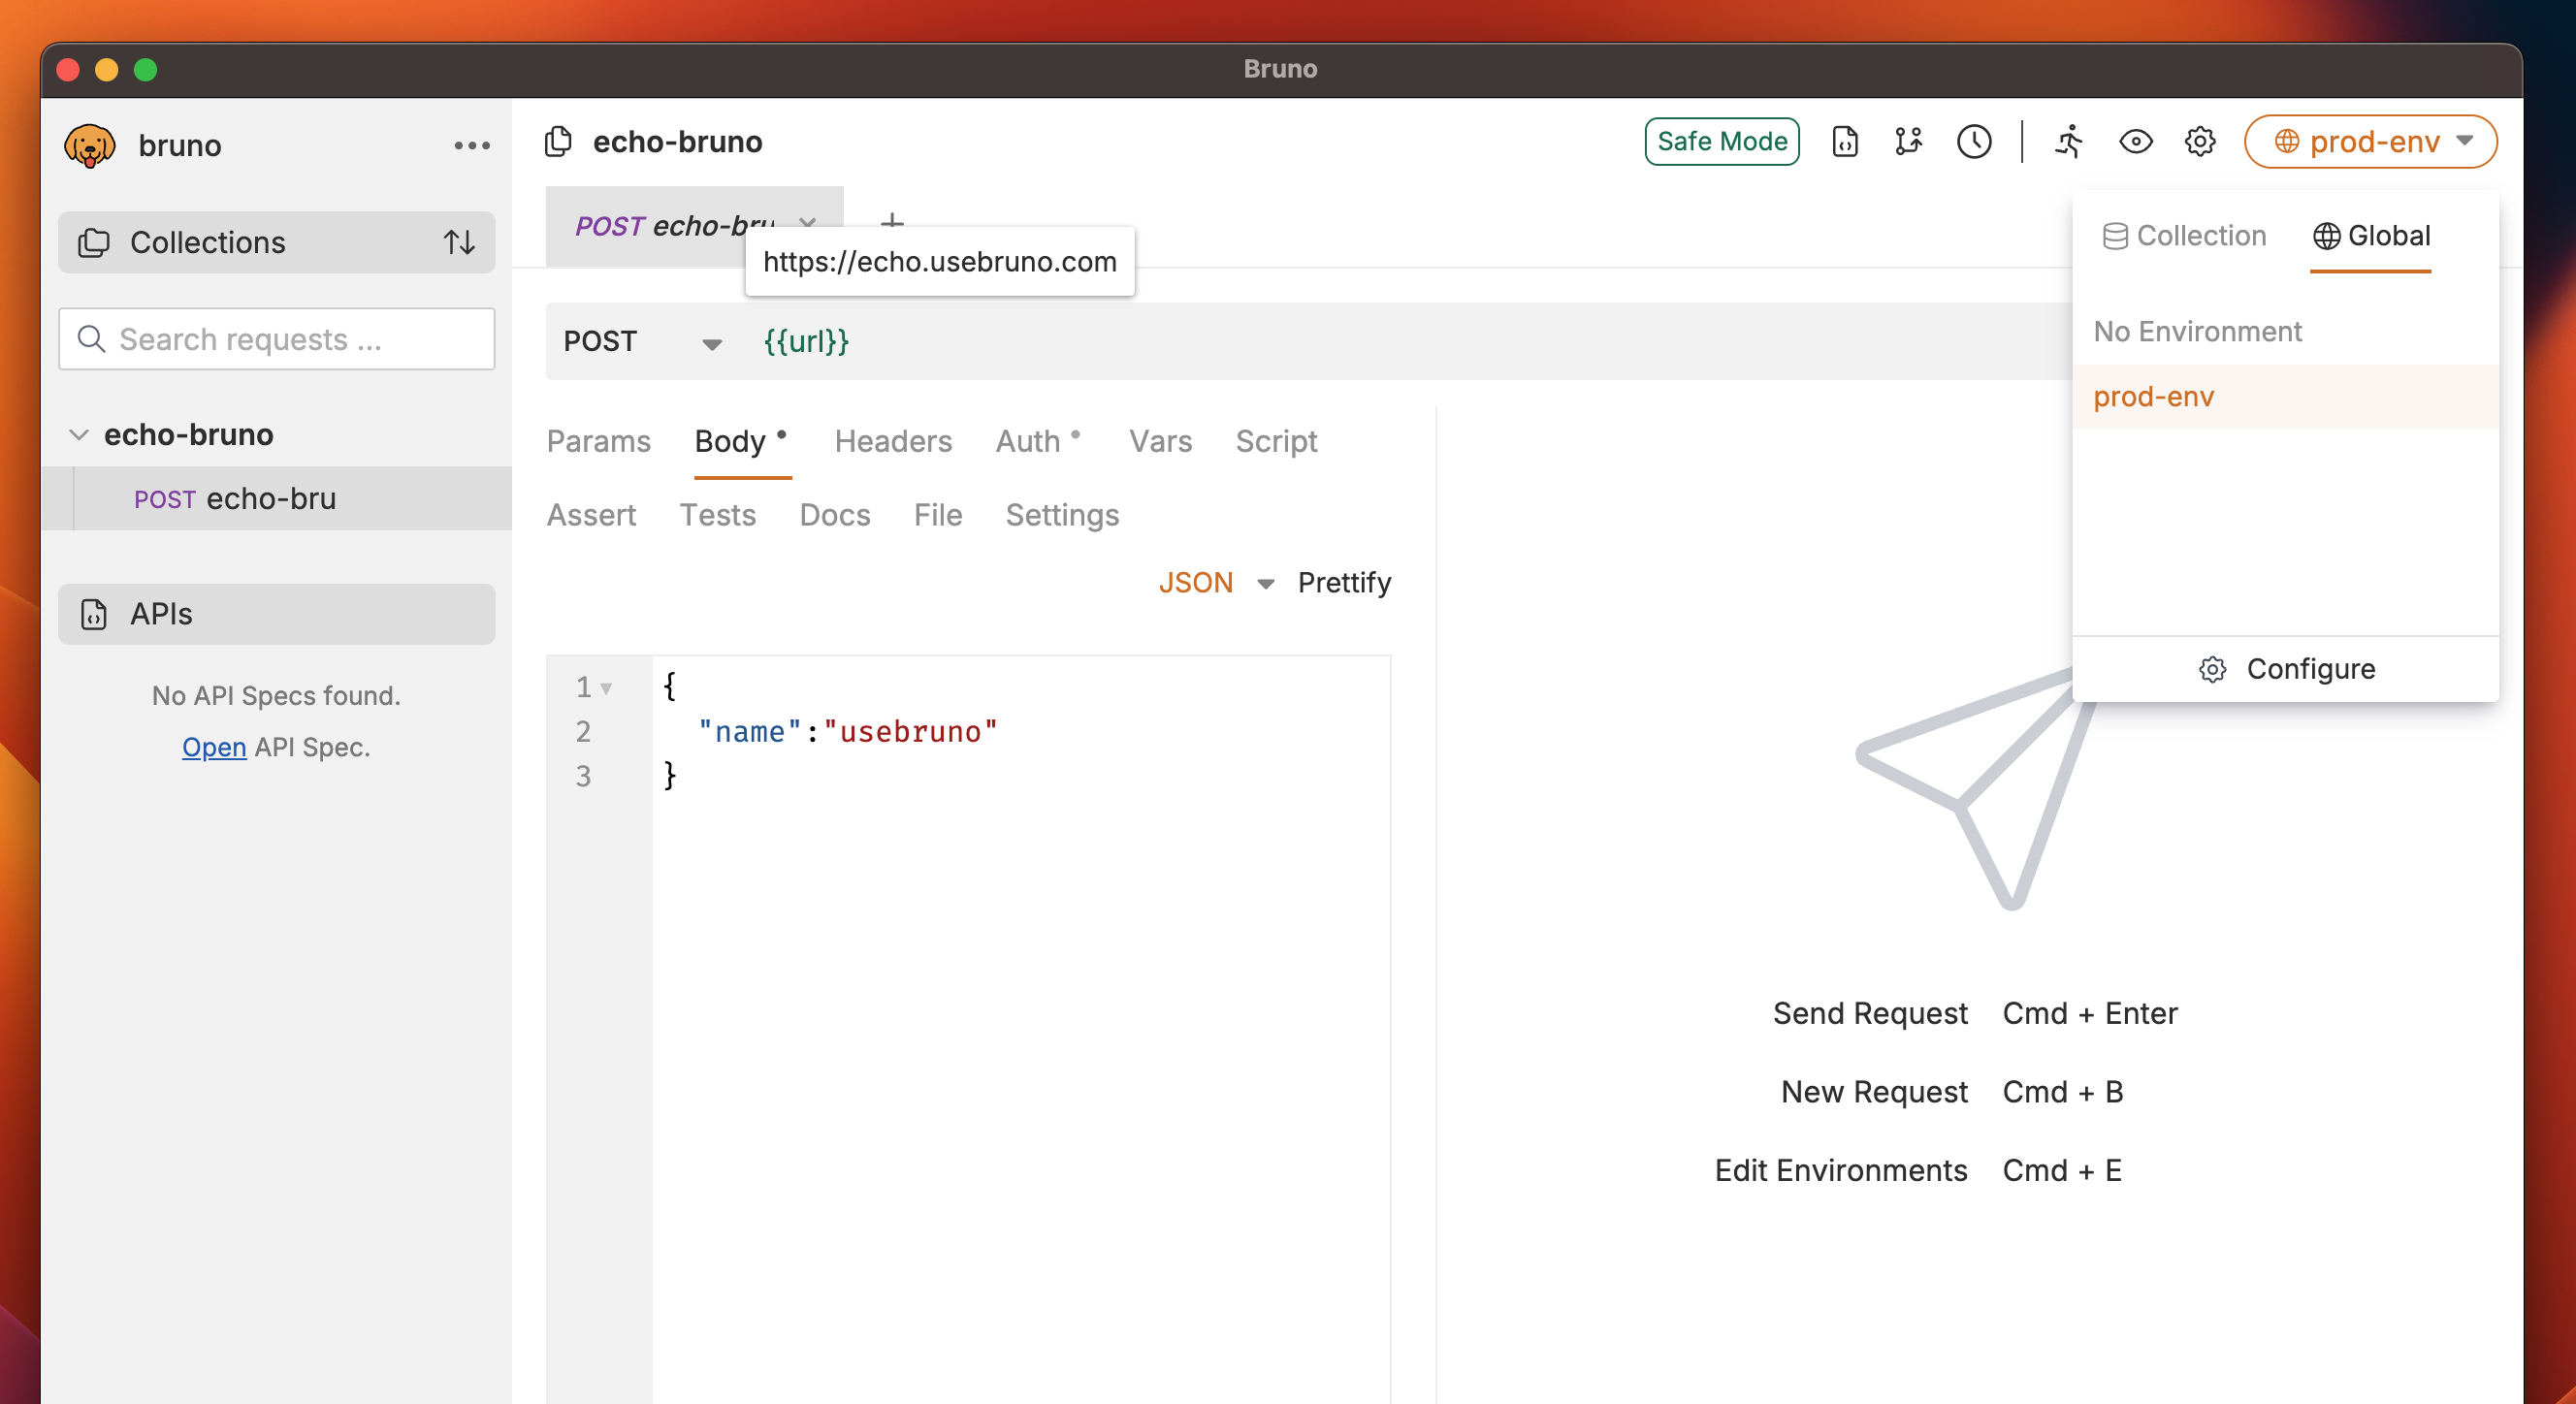 Bruno
bruno
Collections
Search requests ...
echo-bruno
POST echo-bru
APIs
No API Specs found.
Open API Spec.
echo-bruno
Safe Mode
prod-env
POST echo-bru
https://echo.usebruno.com
POST {{url}}
Params Body Headers Auth Vars Script
Assert Tests Docs File Settings
JSON Prettify
1 {
2 "name":"usebruno"
3 }
Collection Global
No Environment
prod-env
Configure
Send Request Cmd + Enter
New Request Cmd + B
Edit Environments Cmd + E